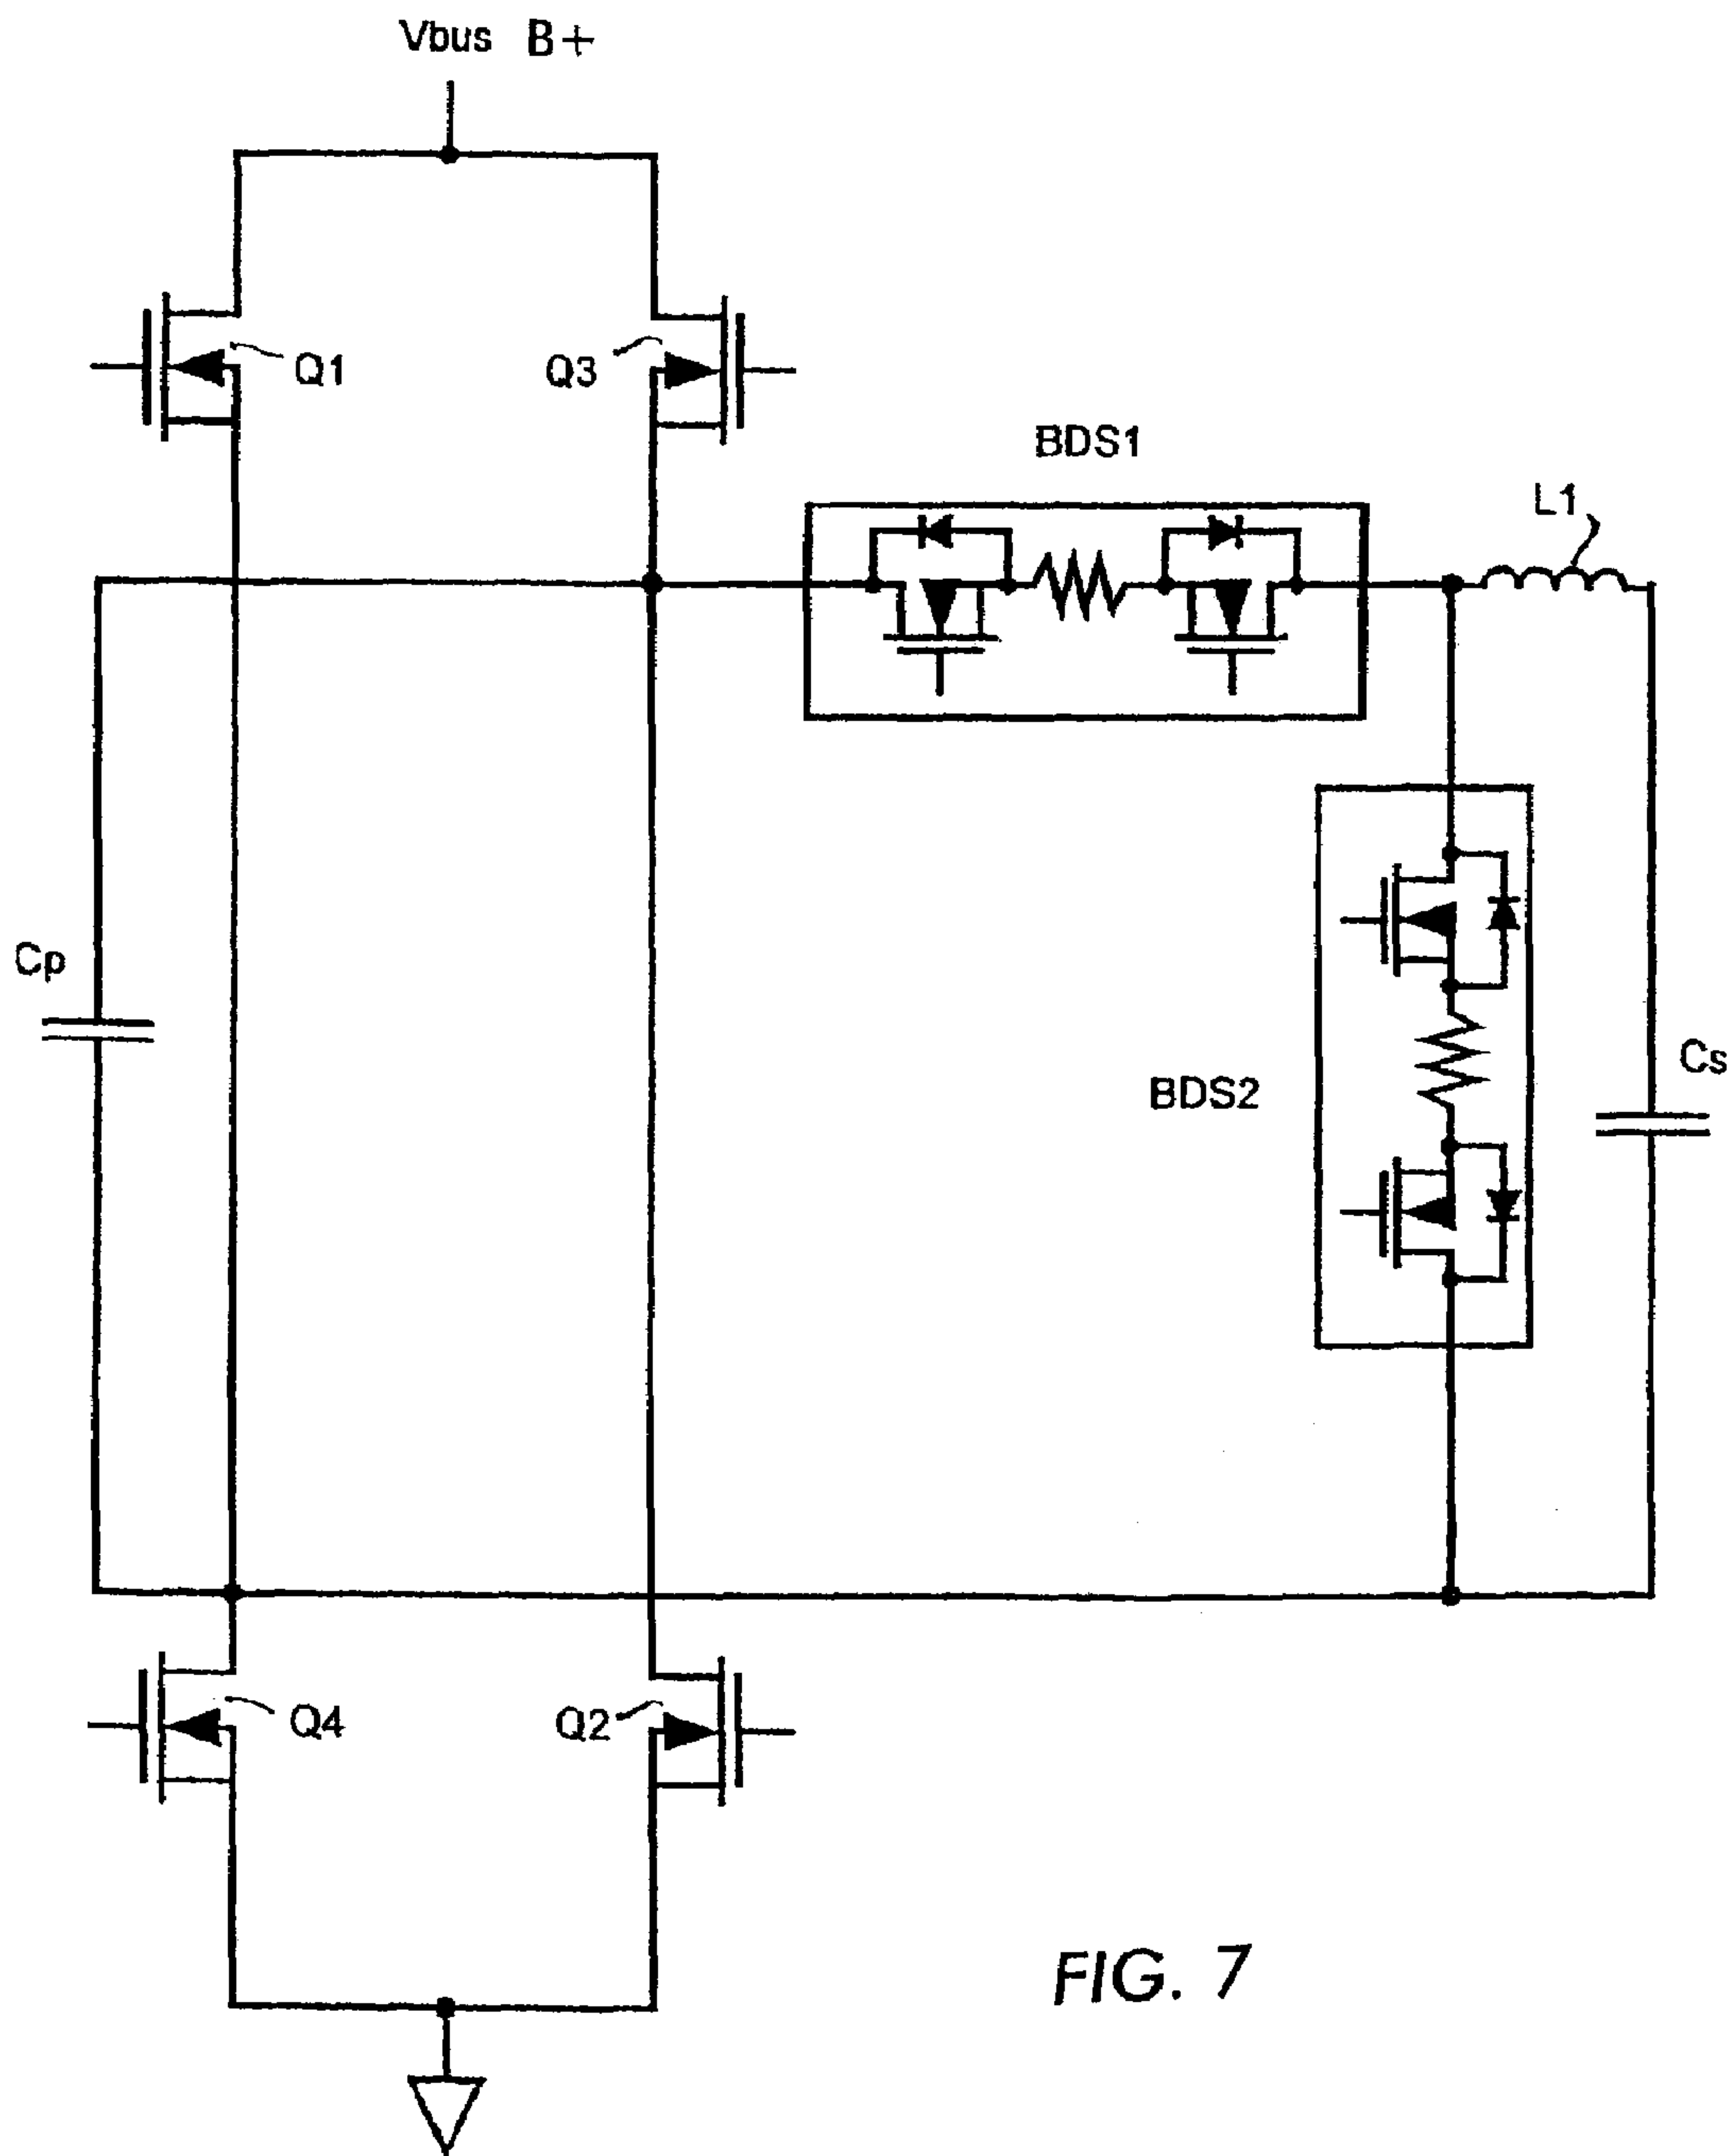 Vbus B+
Q1
Q3
BDS1
L1
Cp
BDS2
Cs
Q4
Q2
FIG. 7